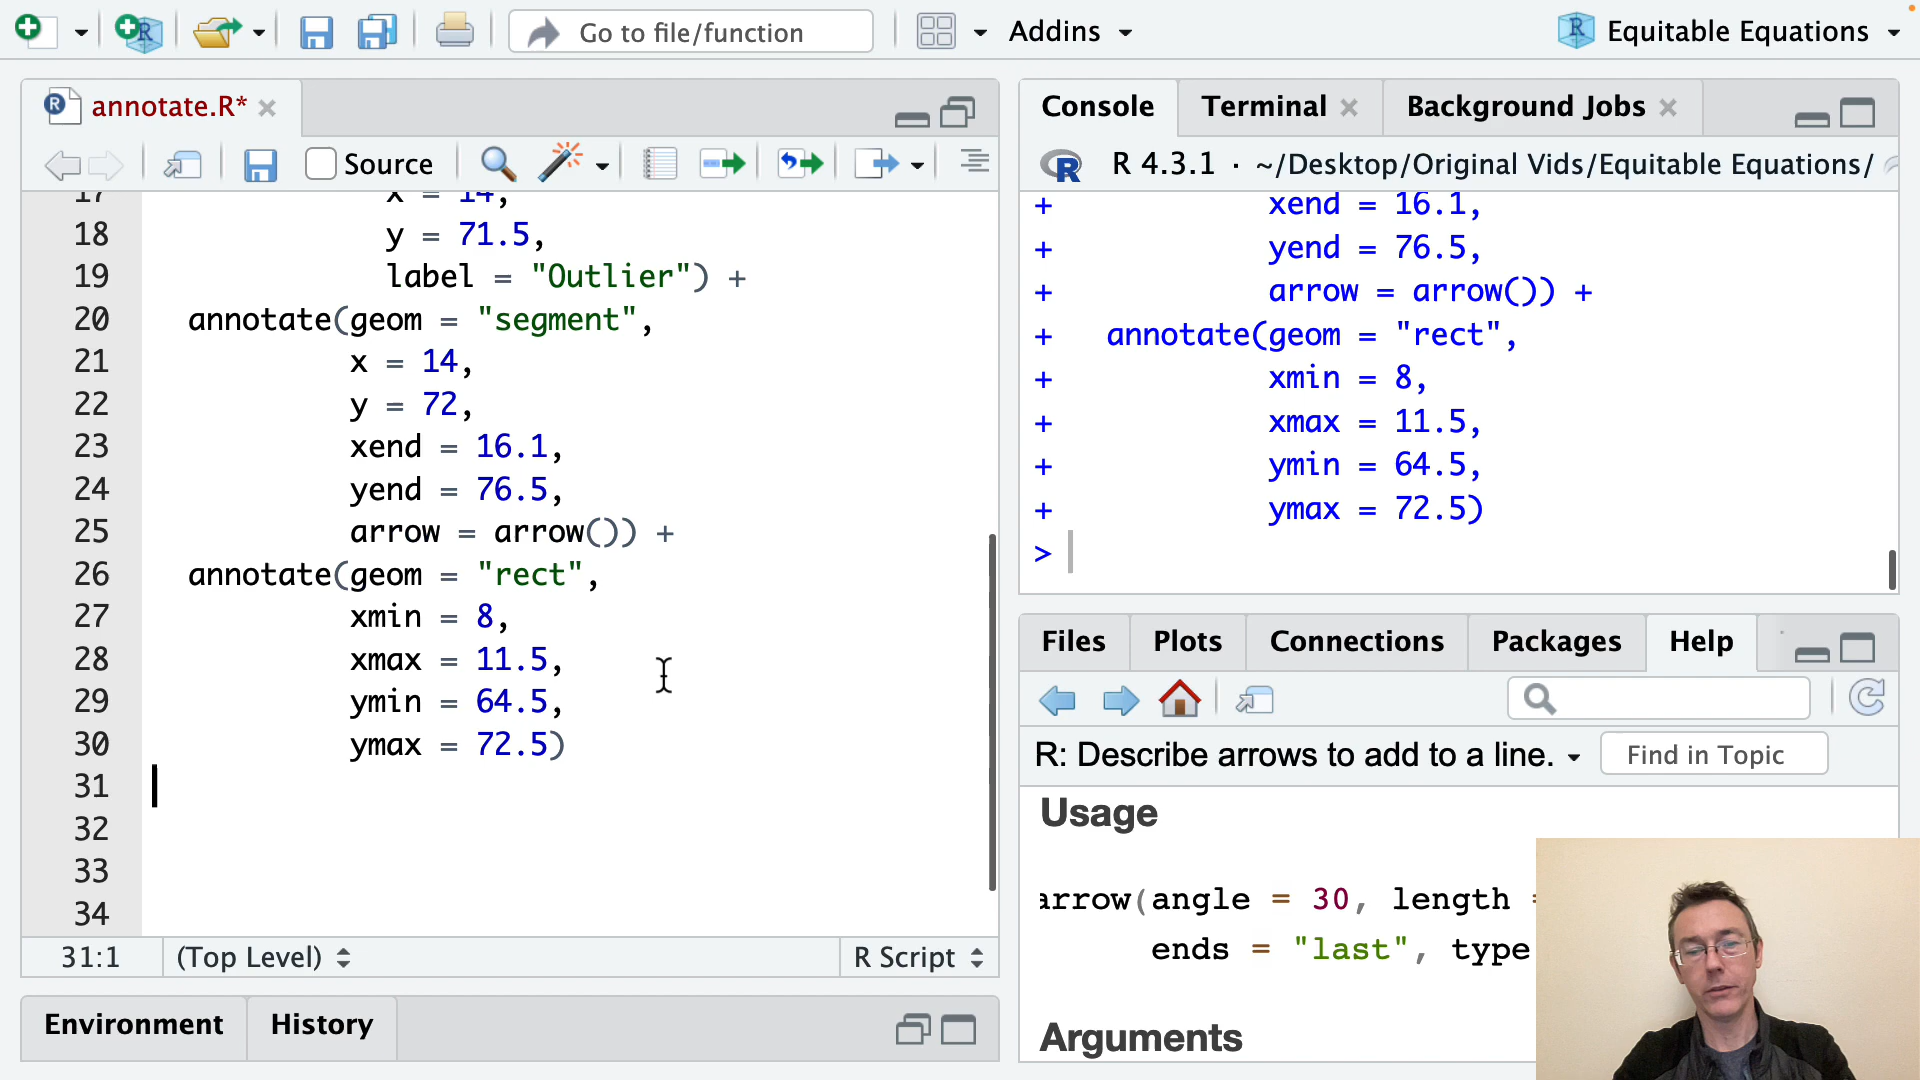 Go to file/function
Addins
Equitable Equations
annotate.R*
Source
17 x = 14,
18 y = 71.5,
19 label = "Outlier") +
20 annotate(geom = "segment",
21 x = 14,
22 y = 72,
23 xend = 16.1,
24 yend = 76.5,
25 arrow = arrow()) +
26 annotate(geom = "rect",
27 xmin = 8,
28 xmax = 11.5,
29 ymin = 64.5,
30 ymax = 72.5)
31
32
33
34
31:1 (Top Level) R Script
Environment History
Console Terminal Background Jobs
R 4.3.1 · ~/Desktop/Original Vids/Equitable Equations/
+ xend = 16.1,
+ yend = 76.5,
+ arrow = arrow()) +
+ annotate(geom = "rect",
+ xmin = 8,
+ xmax = 11.5,
+ ymin = 64.5,
+ ymax = 72.5)
>
Files Plots Connections Packages Help
R: Describe arrows to add to a line. Find in Topic
Usage
arrow(angle = 30, length =
ends = "last", type
Arguments